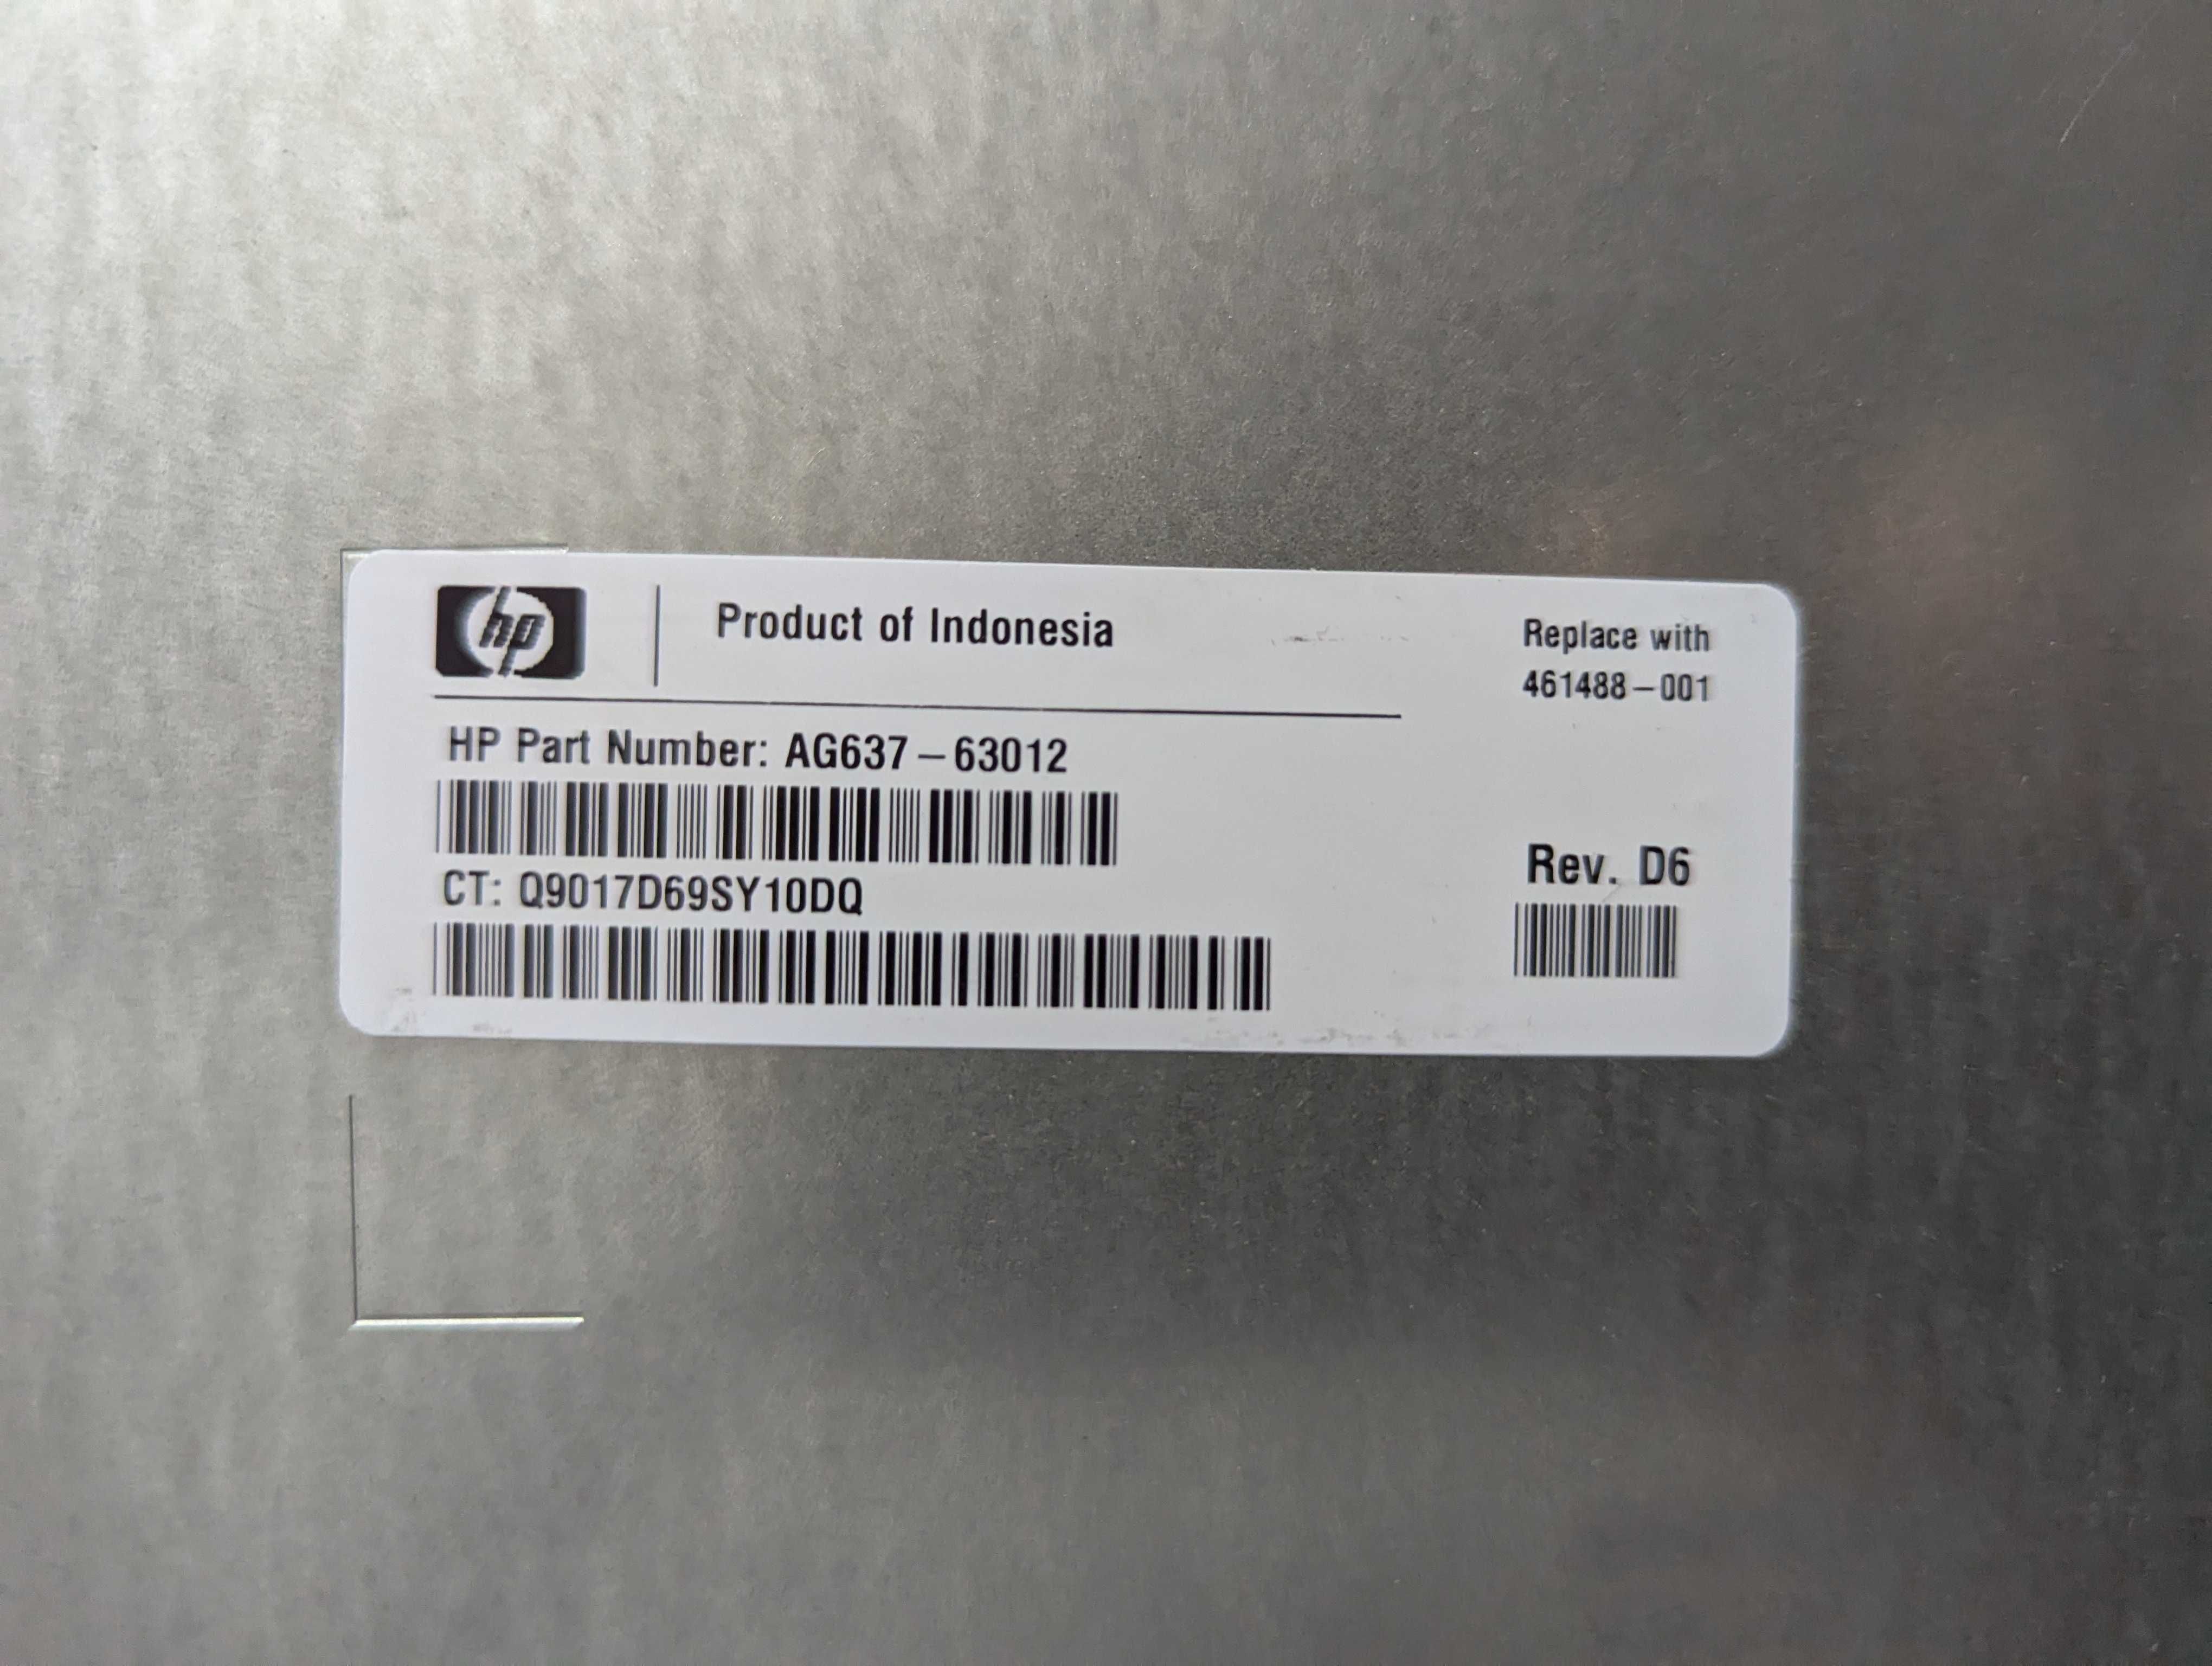 hp
Product of Indonesia
Replace with
461488-001
HP Part Number: AG637-63012
CT: Q9017D69SY10DQ
Rev. D6